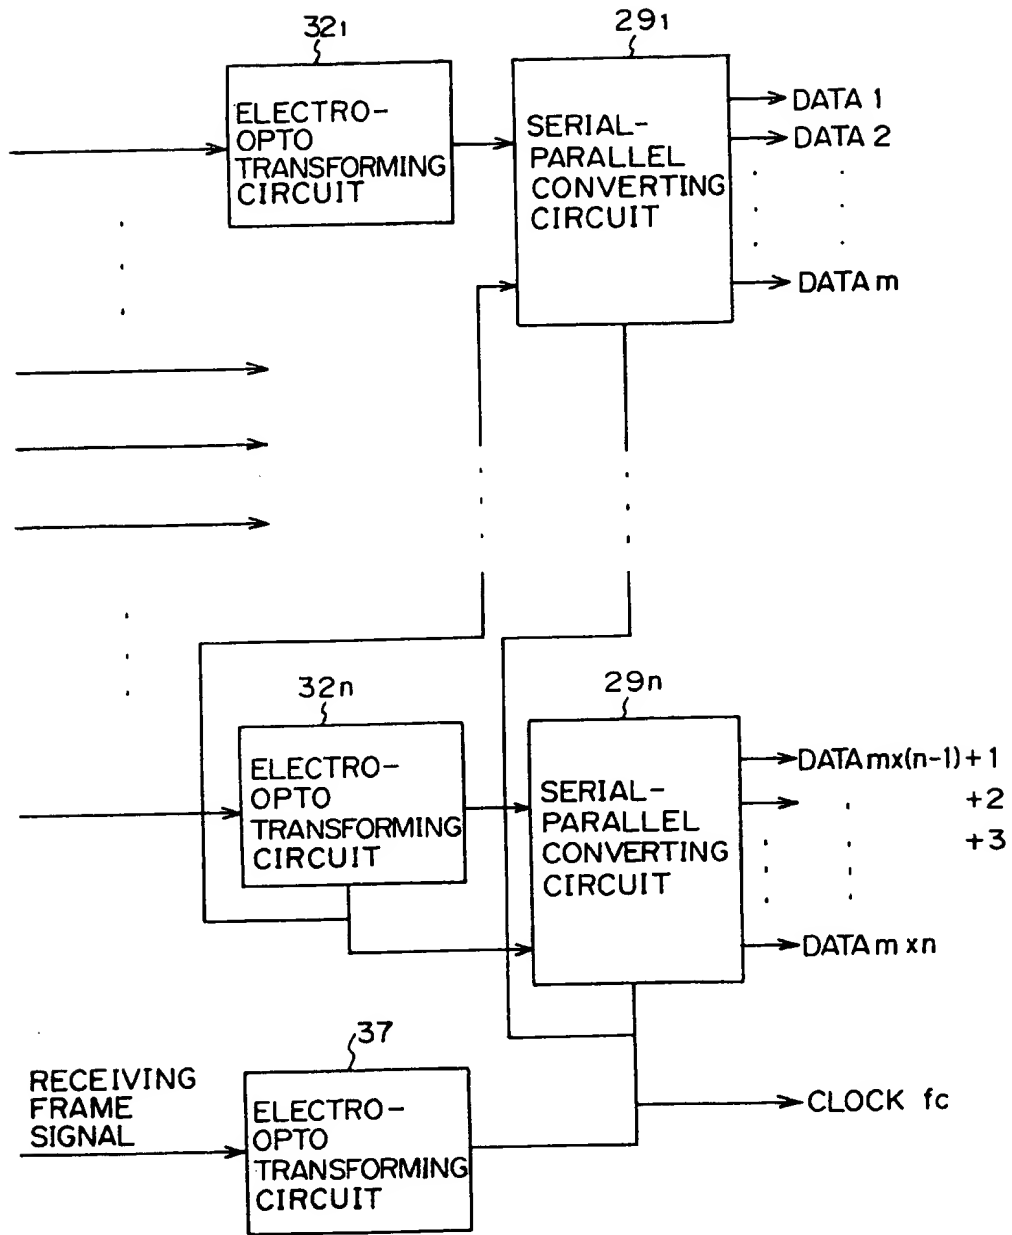 32₁
29₁
ELECTRO-
OPTO
TRANSFORMING
CIRCUIT
SERIAL-
PARALLEL
CONVERTING
CIRCUIT
DATA 1
DATA 2
DATA m
32n
29n
ELECTRO-
OPTO
TRANSFORMING
CIRCUIT
SERIAL-
PARALLEL
CONVERTING
CIRCUIT
DATA mx(n-1)+1
+2
+3
DATA m xn
37
RECEIVING
FRAME
SIGNAL
ELECTRO-
OPTO
TRANSFORMING
CIRCUIT
CLOCK fc